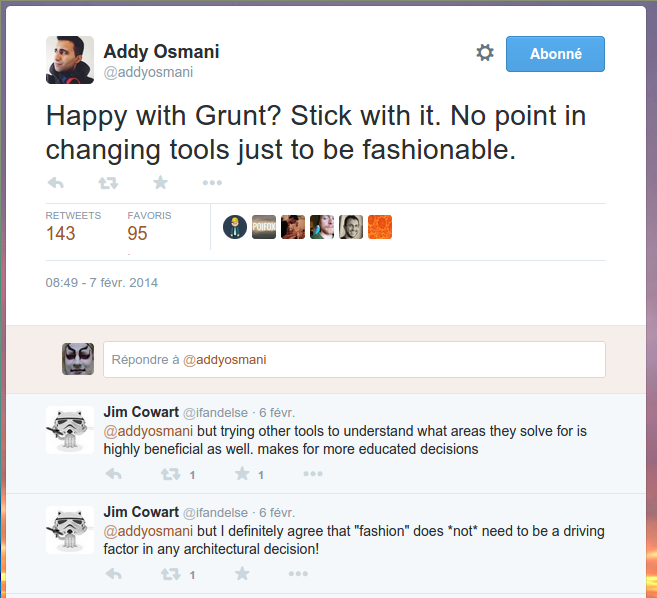 Addy Osmani
@addyosmani
Abonné
Happy with Grunt? Stick with it. No point in
changing tools just to be fashionable.
RETWEETS
143
FAVORIS
95
POIFOX
08:49 - 7 févr. 2014
Répondre à @addyosmani
Jim Cowart @ifandelse · 6 févr.
@addyosmani but trying other tools to understand what areas they solve for is
highly beneficial as well. makes for more educated decisions
1
1
Jim Cowart @ifandelse · 6 févr.
@addyosmani but I definitely agree that "fashion" does *not* need to be a driving
factor in any architectural decision!
1